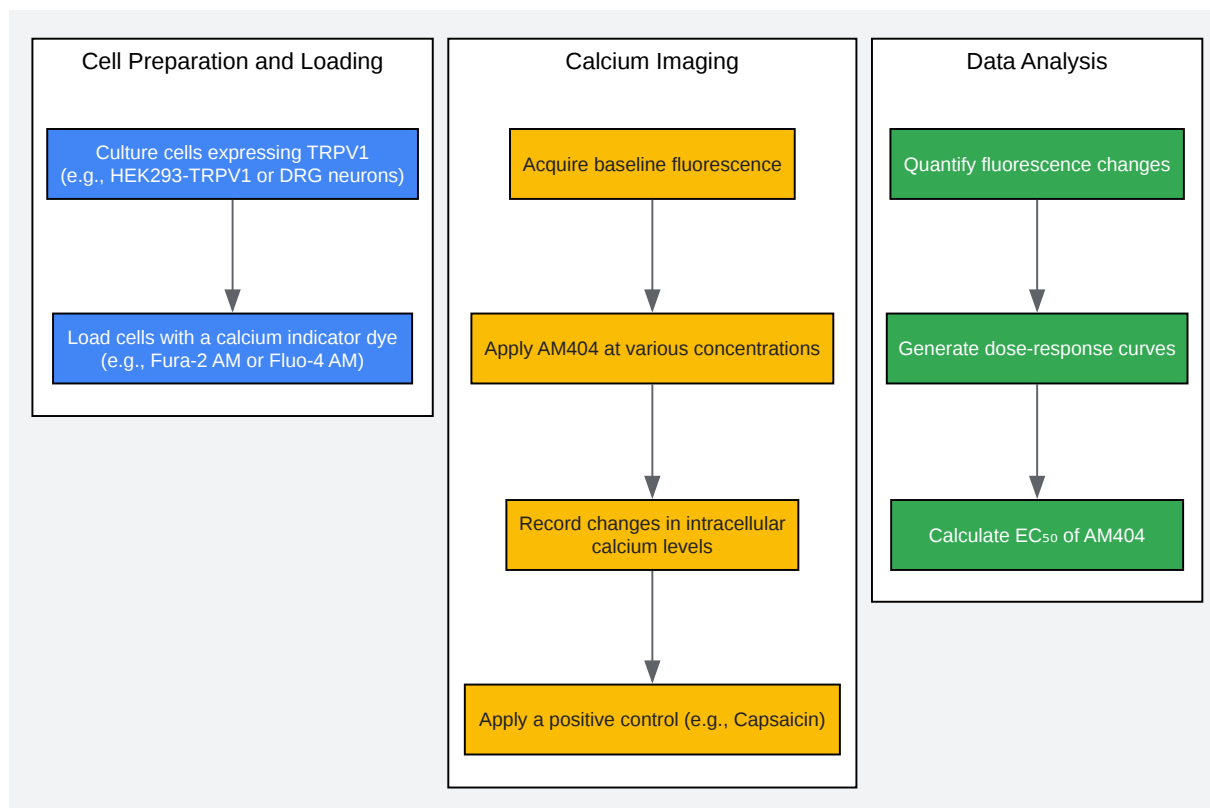 Cell Preparation and Loading
Culture cells expressing TRPV1
(e.g., HEK293-TRPV1 or DRG neurons)
Load cells with a calcium indicator dye
(e.g., Fura-2 AM or Fluo-4 AM)
Calcium Imaging
Acquire baseline fluorescence
Apply AM404 at various concentrations
Record changes in intracellular
calcium levels
Apply a positive control (e.g., Capsaicin)
Data Analysis
Quantify fluorescence changes
Generate dose-response curves
Calculate EC₅₀ of AM404